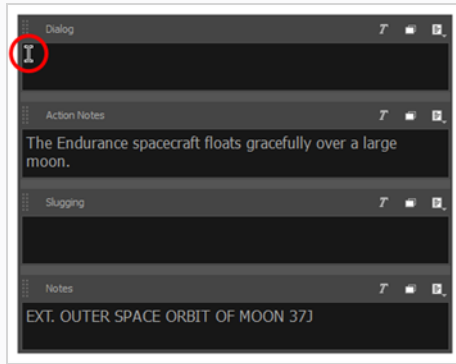 Dialog
Action Notes
The Endurance spacecraft floats gracefully over a large
moon.
Slugging
Notes
EXT. OUTER SPACE ORBIT OF MOON 37J